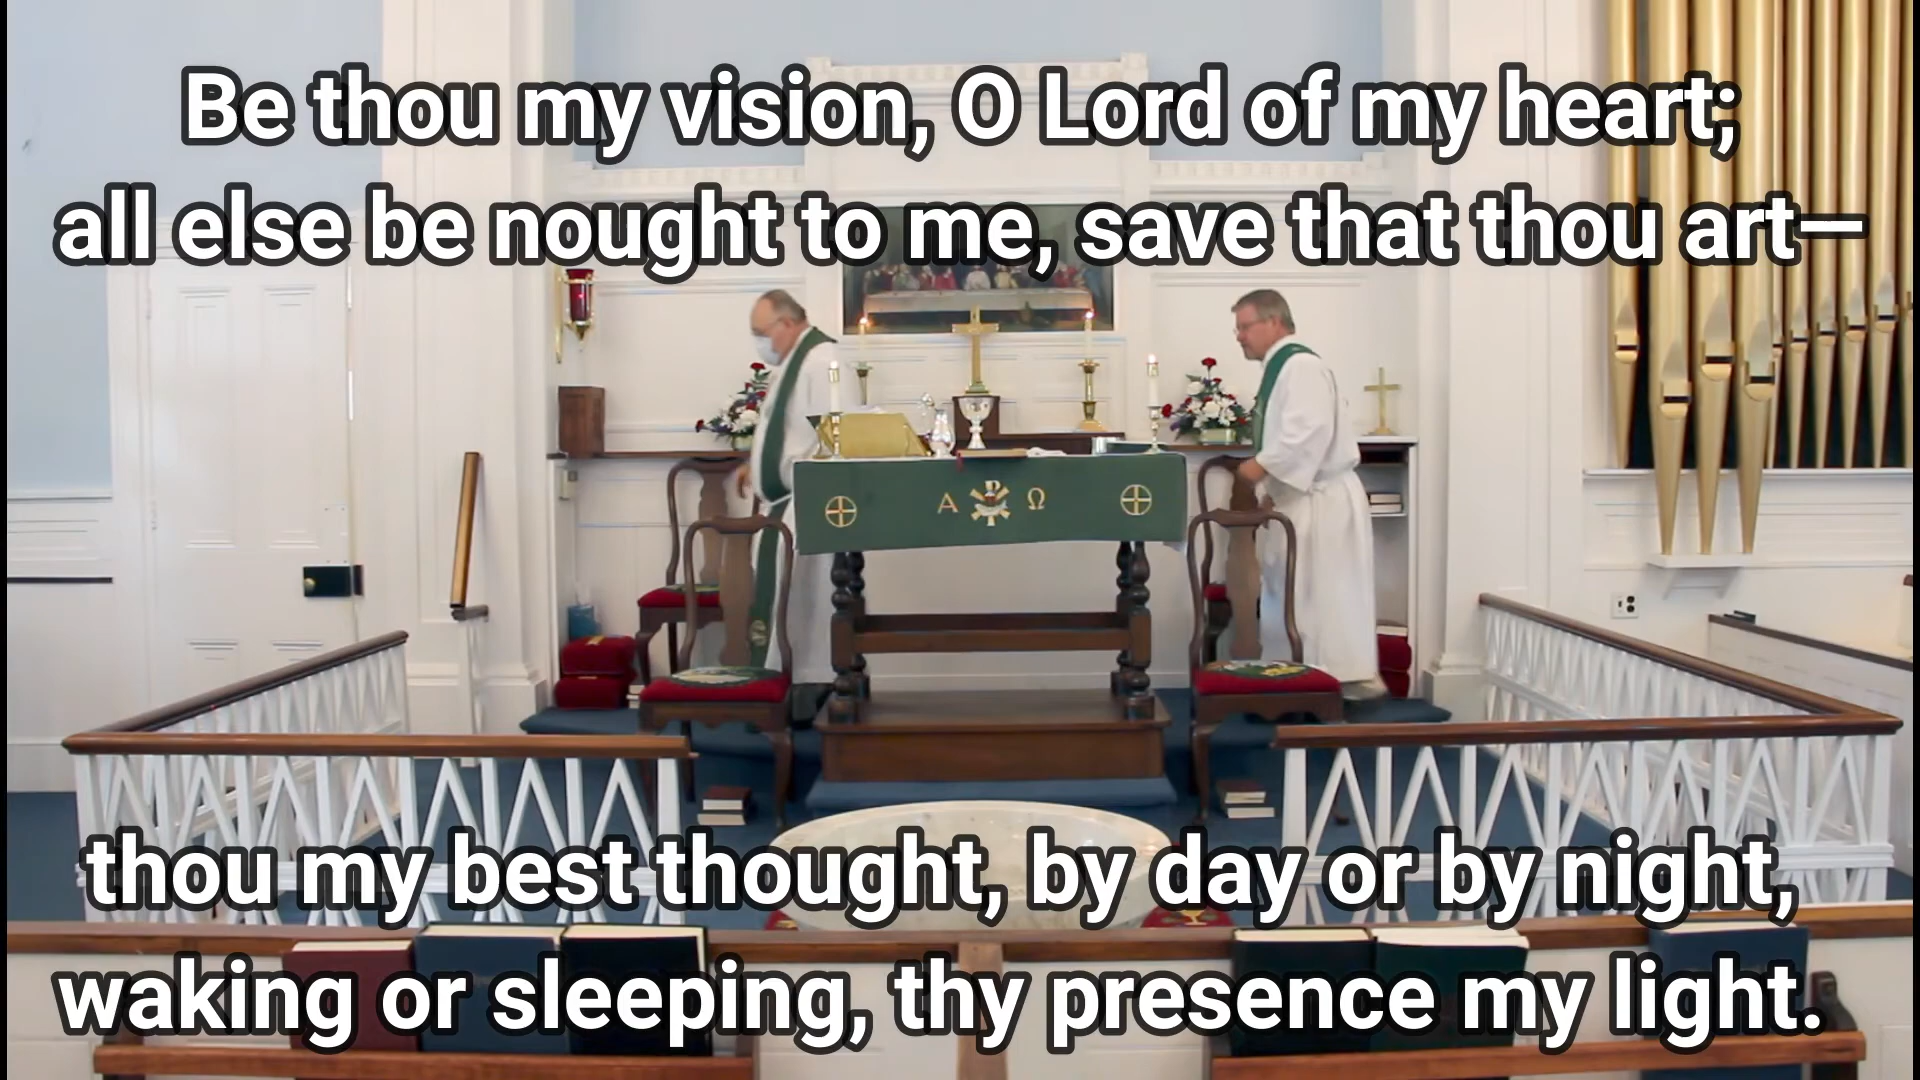 Be thou my vision, O Lord of my heart;
all else be nought to me, save that thou art—
Α Ω
thou my best thought, by day or by night,
waking or sleeping, thy presence my light.